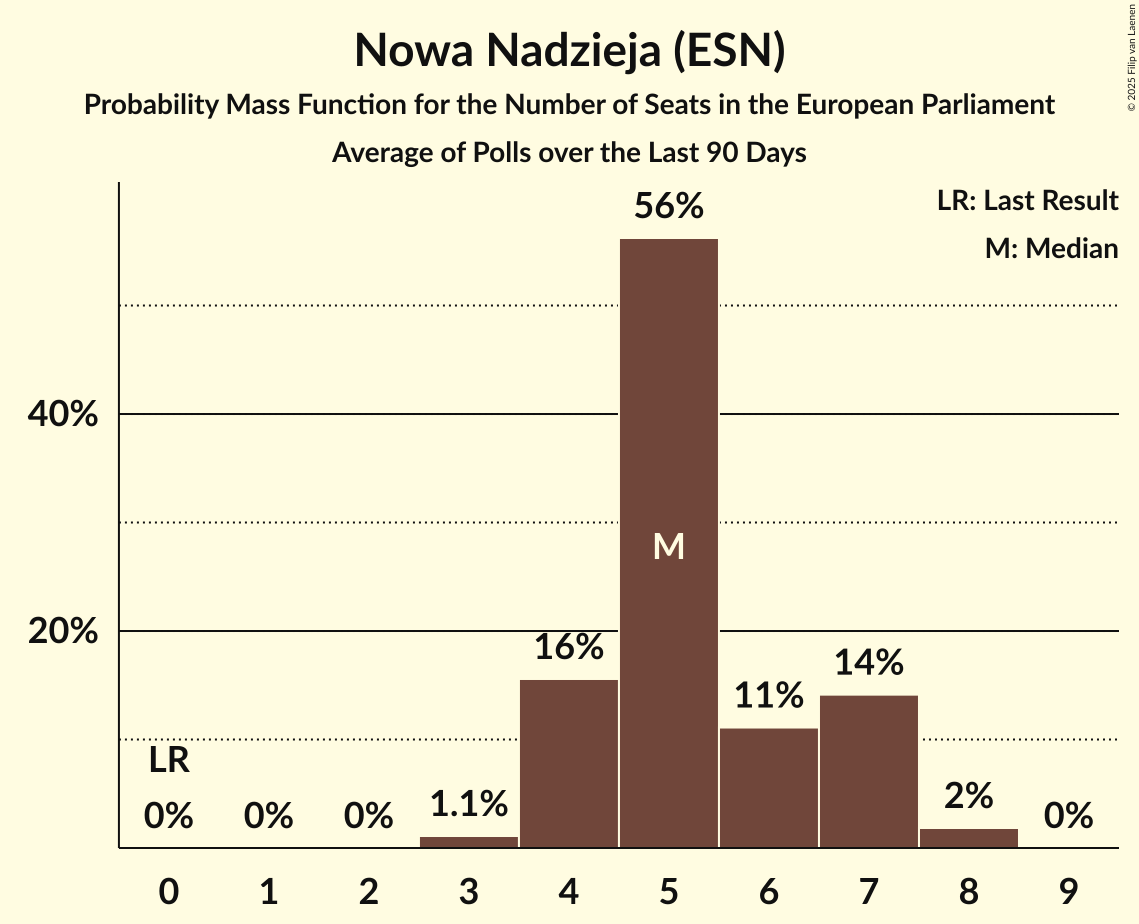 Nowa Nadzieja (ESN)
Probability Mass Function for the Number of Seats in the European Parliament
Average of Polls over the Last 90 Days
© 2025 Filip van Laenen
LR: Last Result
M: Median
56%
40%
M
20%
16%
14%
11%
LR
1.1%
2%
0%
0%
0%
0%
0 1 2 3 4 5 6 7 8 9